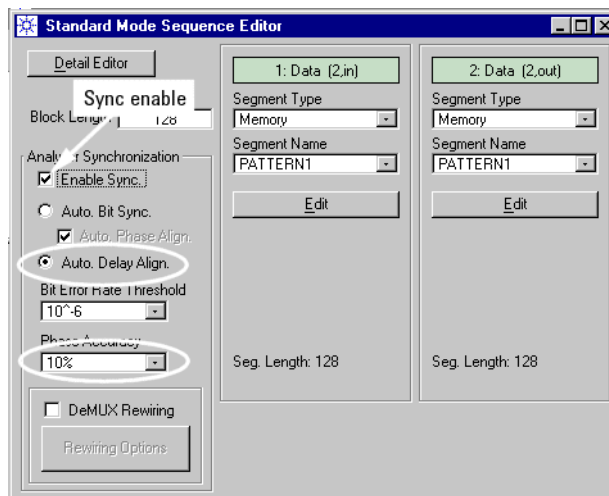 Standard Mode Sequence Editor
Detail Editor
Sync enable
Block Length: 128
Analyzer Synchronization
Enable Sync.
Auto. Bit Sync.
Auto. Phase Align.
Auto. Delay Align.
Bit Error Rate Threshold
10^-6
Phase Accuracy
10%
DeMUX Rewiring
Rewiring Options
1: Data (2,in)
Segment Type
Memory
Segment Name
PATTERN1
Edit
Seg. Length: 128
2: Data (2,out)
Segment Type
Memory
Segment Name
PATTERN1
Edit
Seg. Length: 128